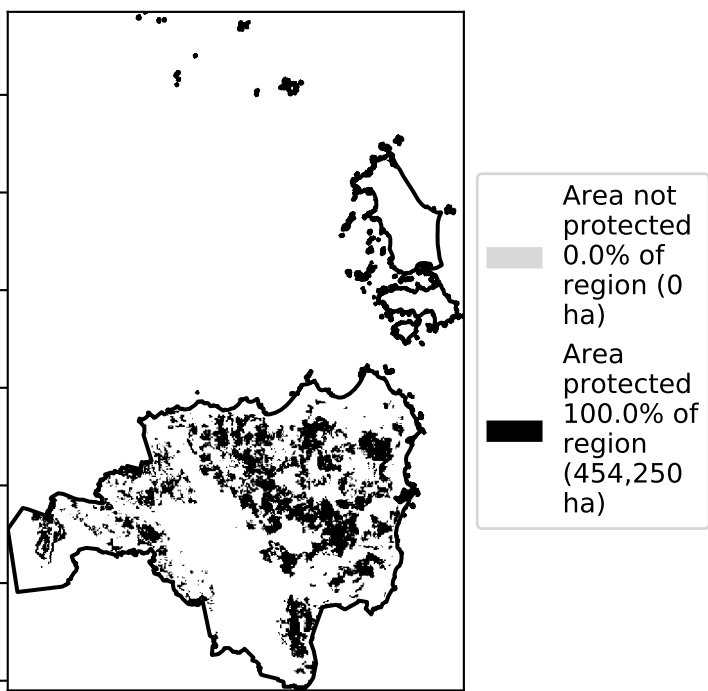 Area not
protected
0.0% of
region (0
ha)
Area
protected
100.0% of
region
(454,250
ha)